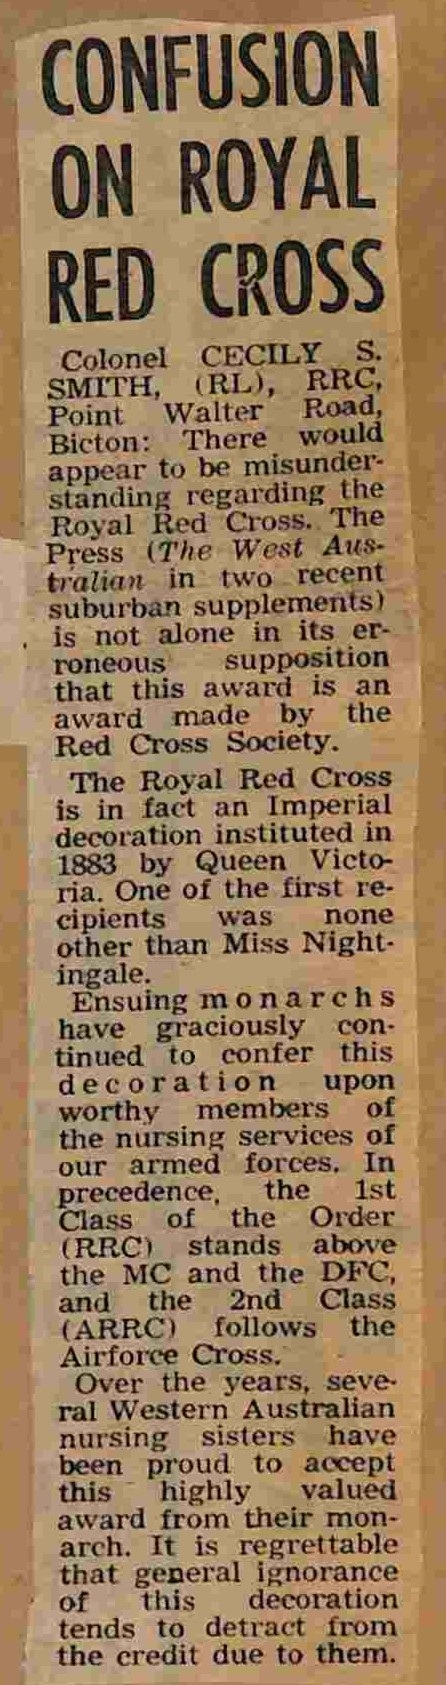 CONFUSION
ON ROYAL
RED CROSS
Colonel CECILY S.
SMITH, (RL), RRC,
Point Walter Road,
Bicton: There would
appear to be misunder-
standing regarding the
Royal Red Cross. The
Press (The West Aus-
tralian in two recent
suburban supplements)
is not alone in its er-
roneous supposition
that this award is an
award made by the
Red Cross Society.
The Royal Red Cross
is in fact an Imperial
decoration instituted in
1883 by Queen Victo-
ria. One of the first re-
cipients was none
other than Miss Night-
ingale.
Ensuing monarchs
have graciously con-
tinued to confer this
decoration upon
worthy members of
the nursing services of
our armed forces. In
precedence, the 1st
Class of the Order
(RRC) stands above
the MC and the DFC,
and the 2nd Class
(ARRC) follows the
Airforce Cross.
Over the years, seve-
ral Western Australian
nursing sisters have
been proud to accept
this highly valued
award from their mon-
arch. It is regrettable
that general ignorance
of this decoration
tends to detract from
the credit due to them.